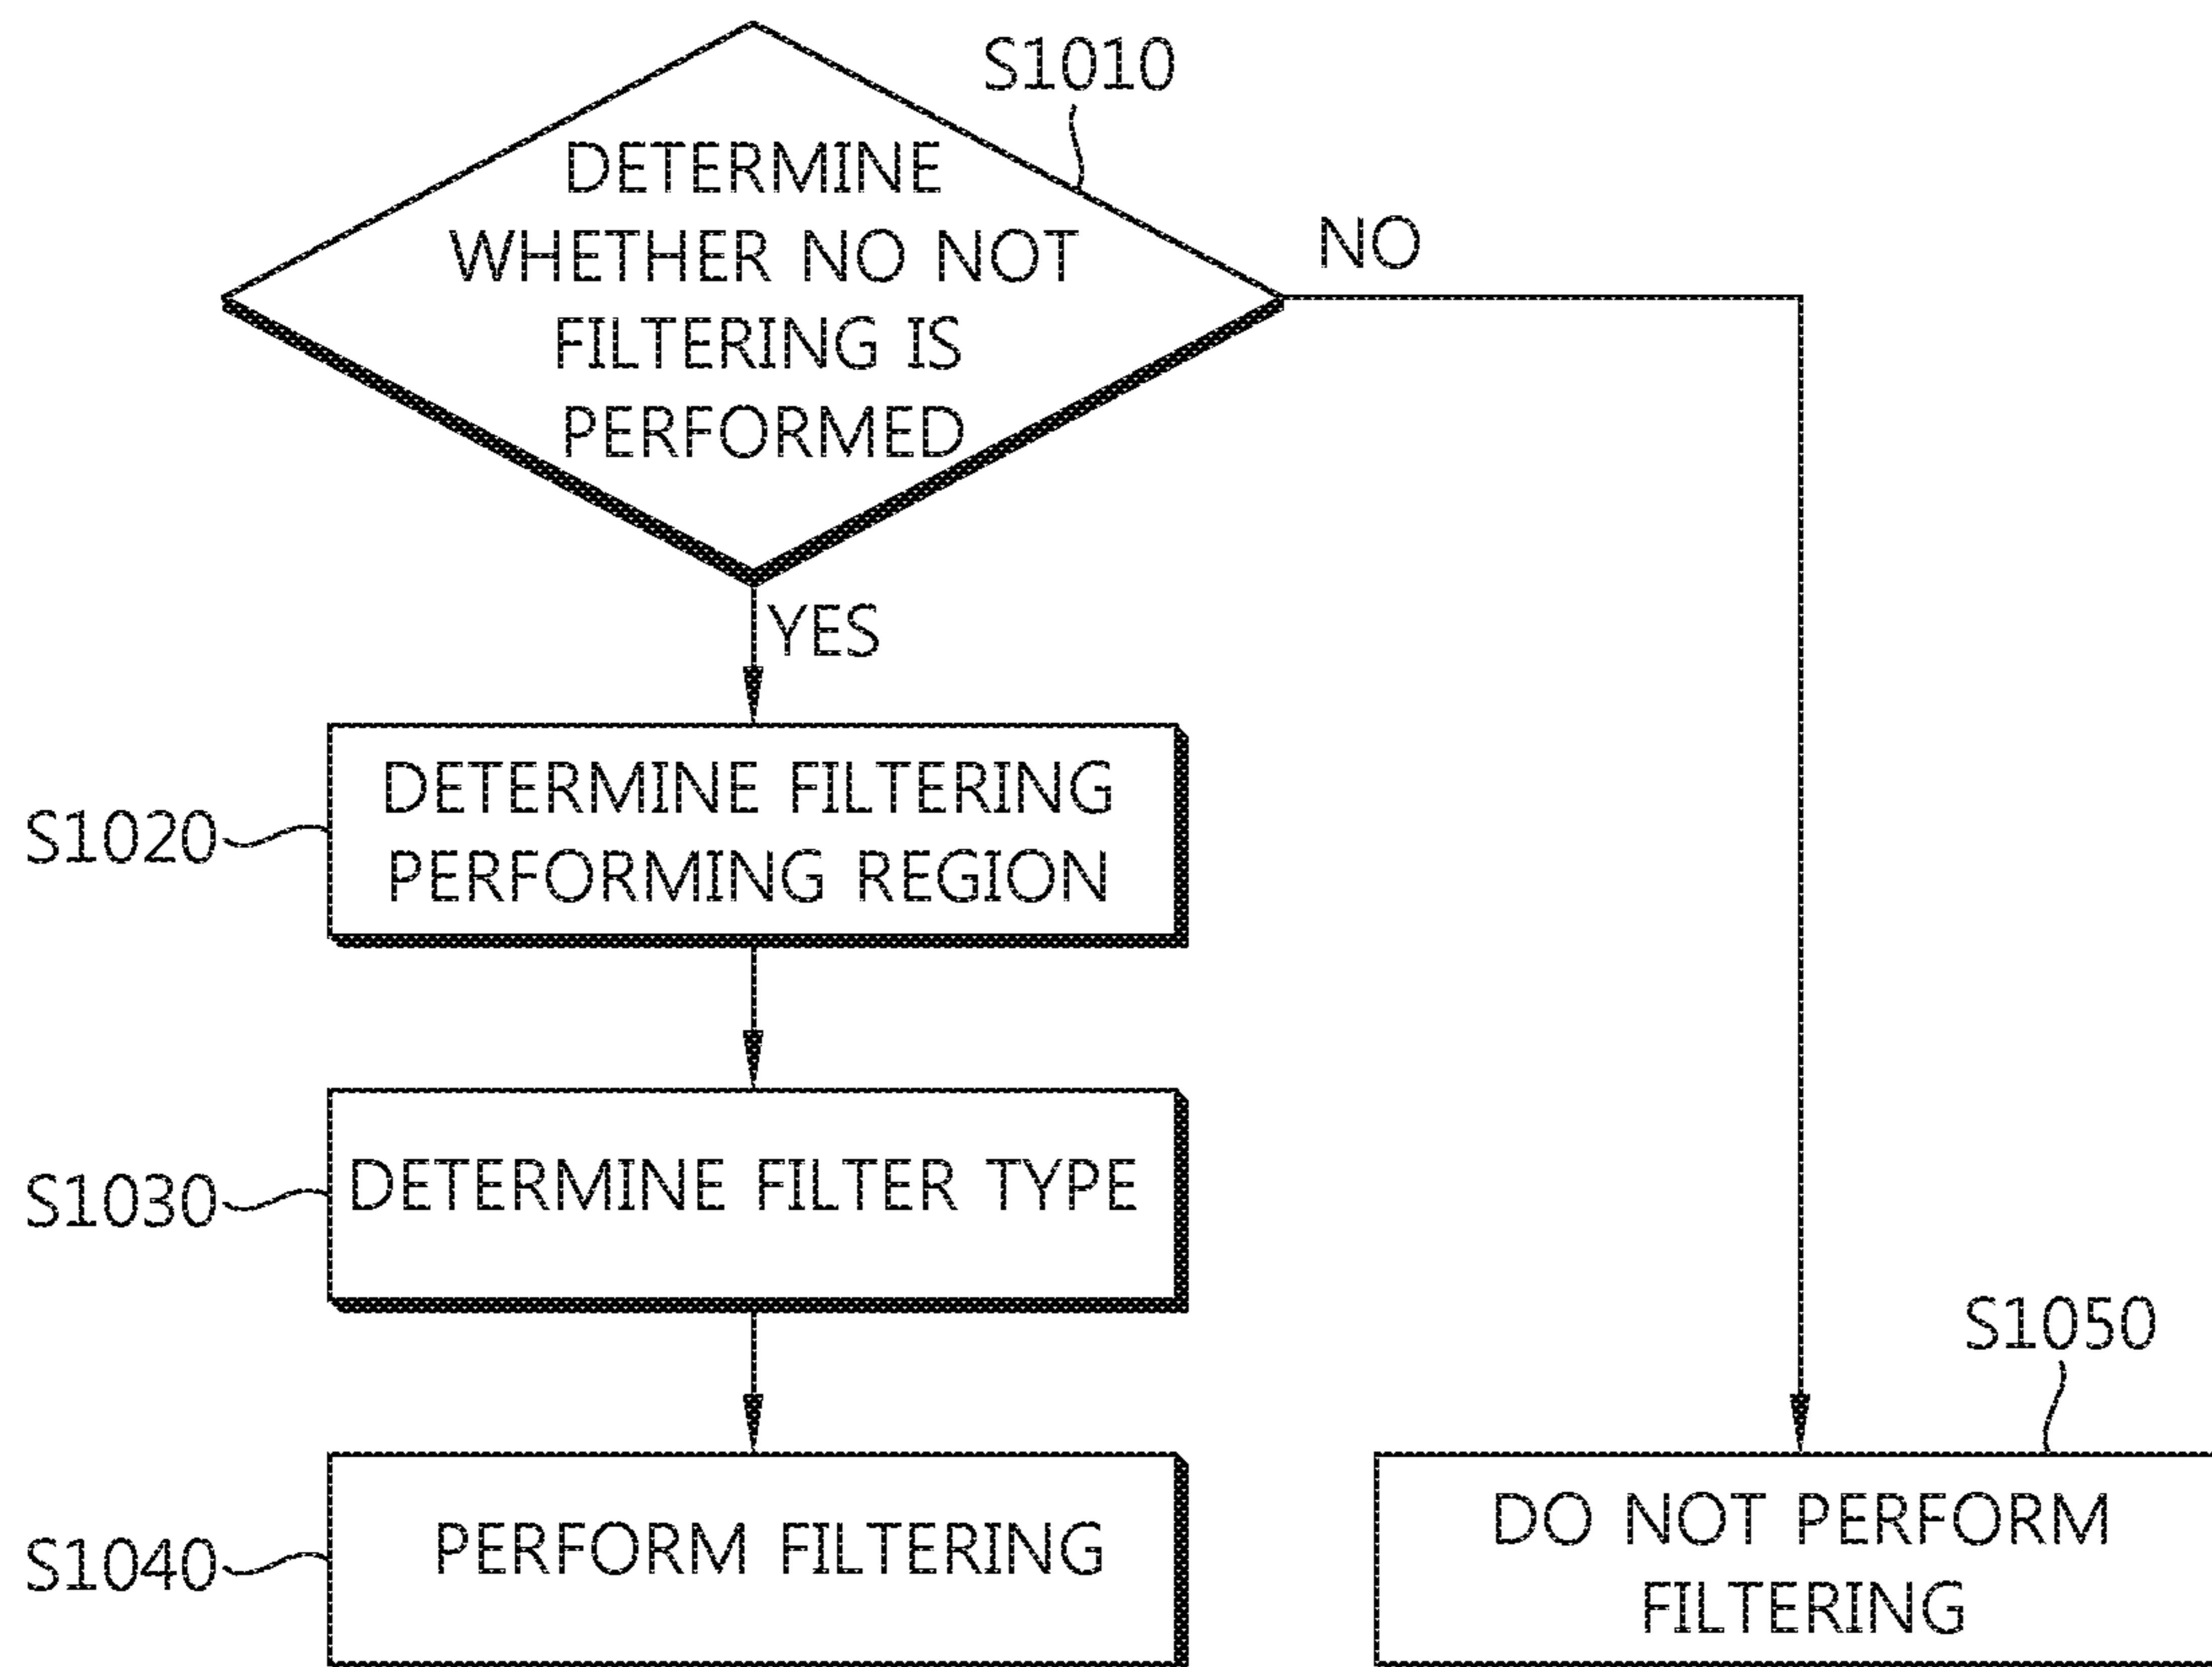 S1010
DETERMINE
WHETHER NO NOT
FILTERING IS
PERFORMED
NO
YES
S1020
DETERMINE FILTERING
PERFORMING REGION
S1030
DETERMINE FILTER TYPE
S1040
PERFORM FILTERING
S1050
DO NOT PERFORM
FILTERING